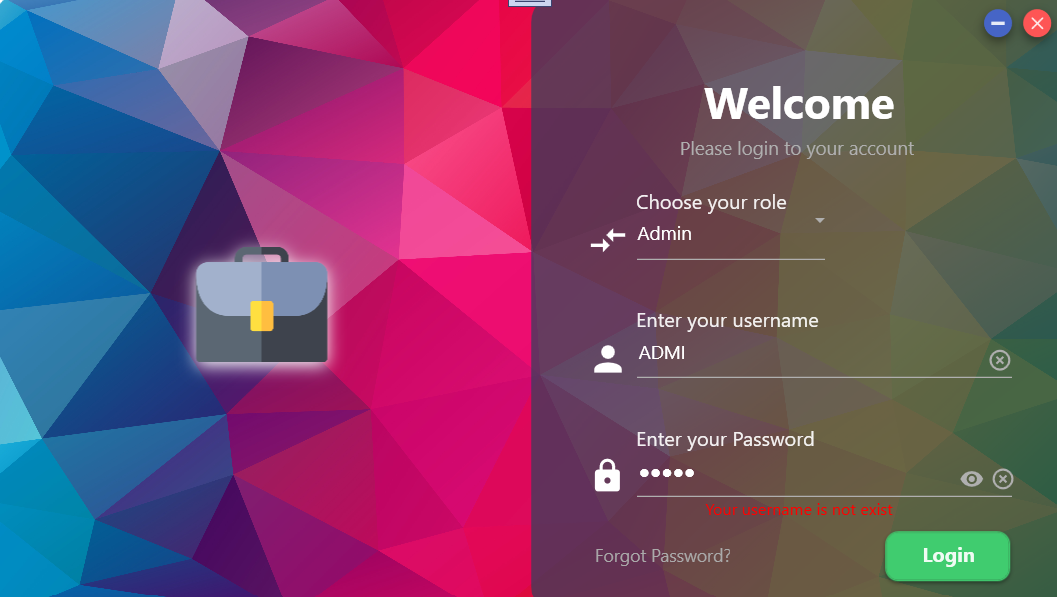 Welcome
Please login to your account
Choose your role
Admin
Enter your username
ADMI
Enter your Password
Your username is not exist
Forgot Password?
Login